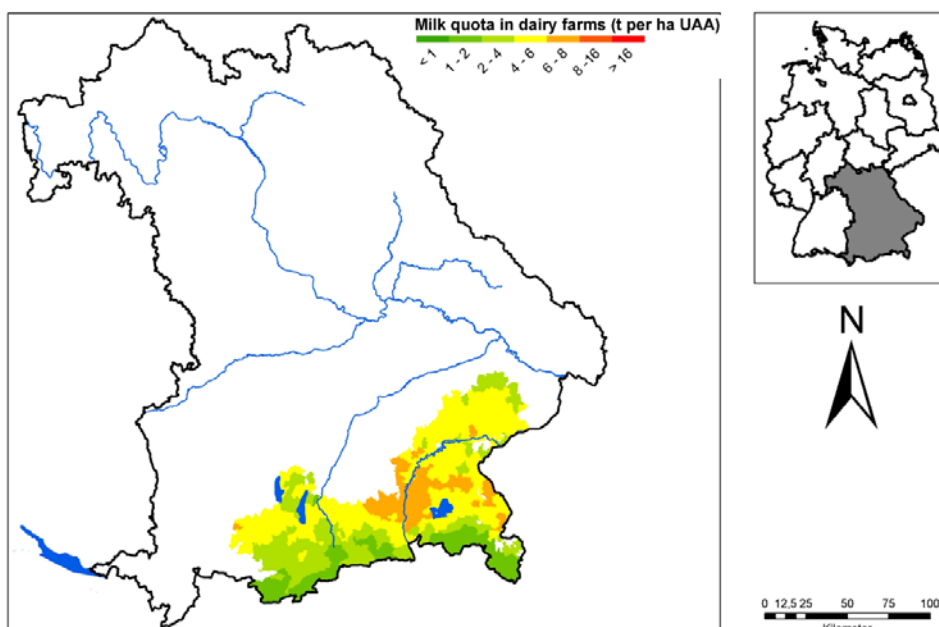 Milk quota in dairy farms (t per ha UAA)
<1 1 - 2 2 - 4 4 - 6 6 - 8 8 -16 > 16
N
0 12,5 25 50 75 100
Kilometer